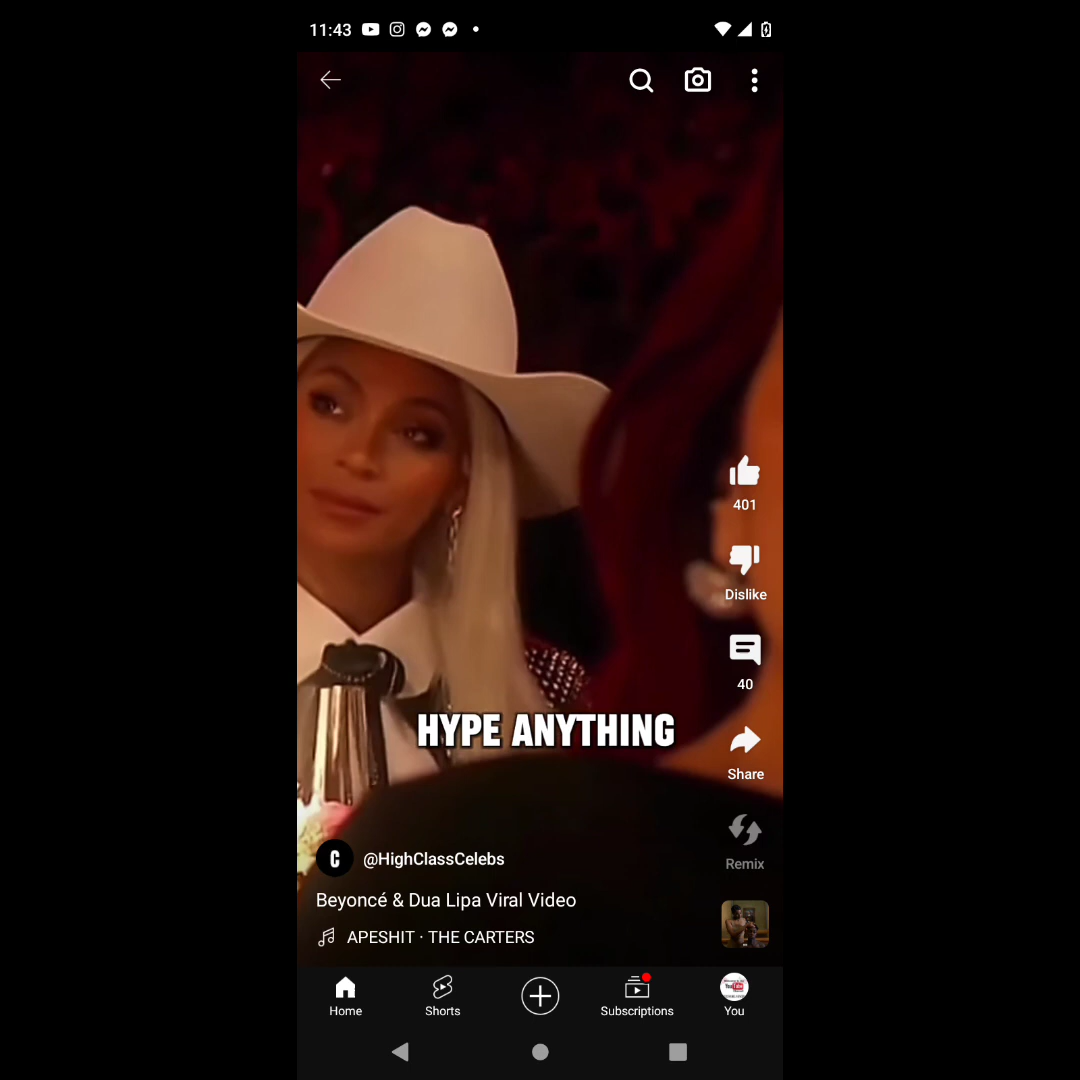 11:43
401
Dislike
40
HYPE ANYTHING
Share
Remix
C @HighClassCelebs
Beyoncé & Dua Lipa Viral Video
APESHIT · THE CARTERS
Home
Shorts
Subscriptions
You